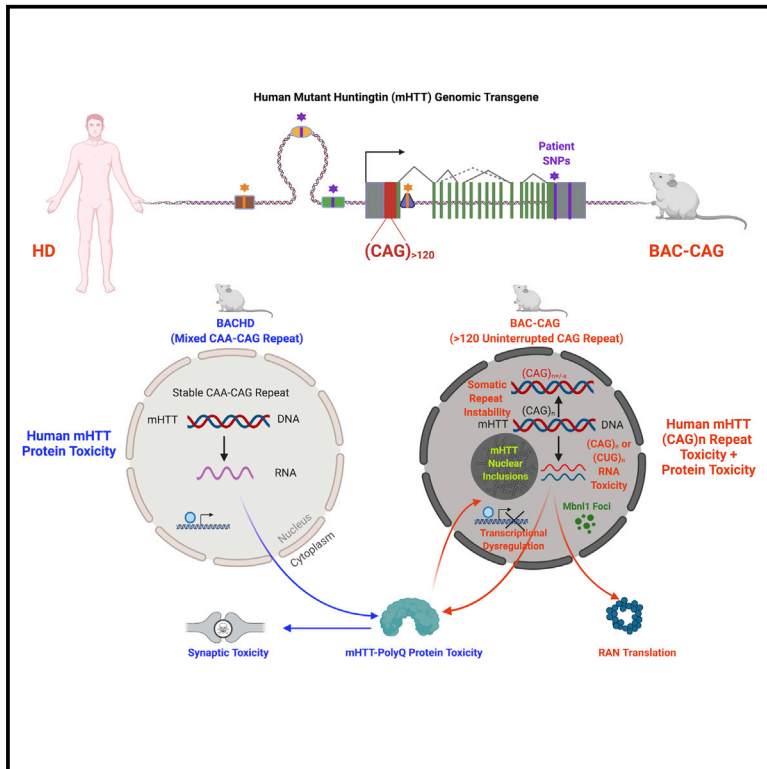 Human Mutant Huntingtin (mHTT) Genomic Transgene
Patient
SNPs
HD
(CAG)>120
BAC-CAG
BACHD
(Mixed CAA-CAG Repeat)
Stable CAA-CAG Repeat
mHTT
DNA
RNA
Human mHTT
Protein Toxicity
Nucleus
Cytoplasm
BAC-CAG
(>120 Uninterrupted CAG Repeat)
Somatic
Repeat
Instability
(CAG)n+/-x
(CAG)n
mHTT
DNA
mHTT
Nuclear
Inclusions
(CAG)n or
(CUG)n
RNA
Toxicity
Mbnl1 Foci
Transcriptional
Dysregulation
Human mHTT
(CAG)n Repeat
Toxicity +
Protein Toxicity
Synaptic Toxicity
mHTT-PolyQ Protein Toxicity
RAN Translation